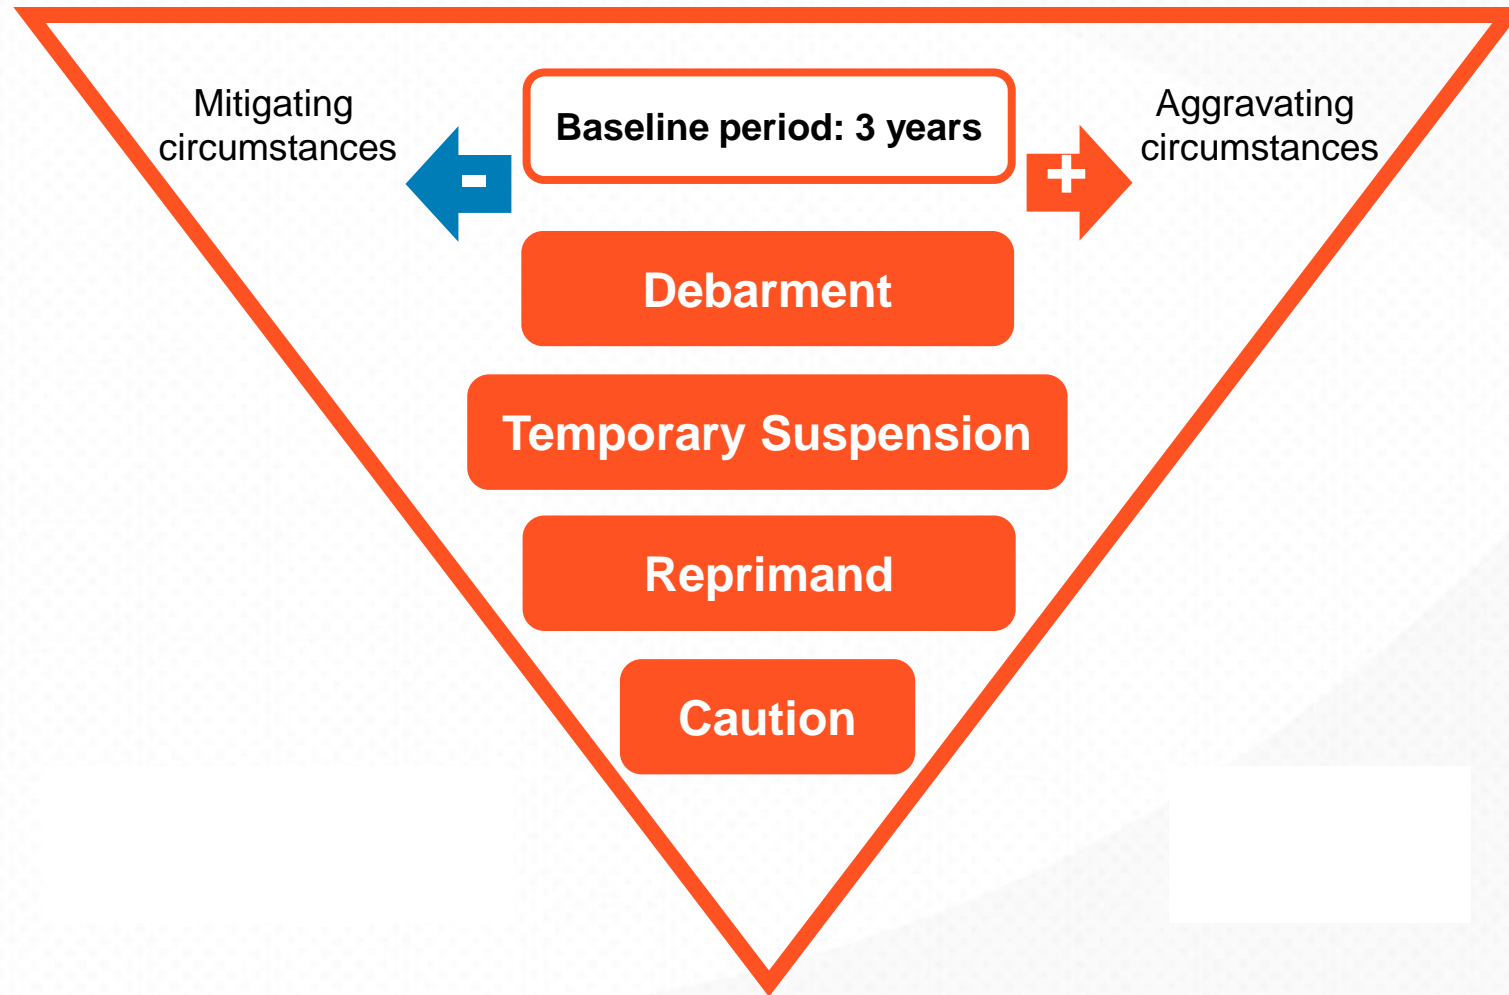 Mitigating
circumstances
Baseline period: 3 years
Aggravating
circumstances
-
+
Debarment
Temporary Suspension
Reprimand
Caution